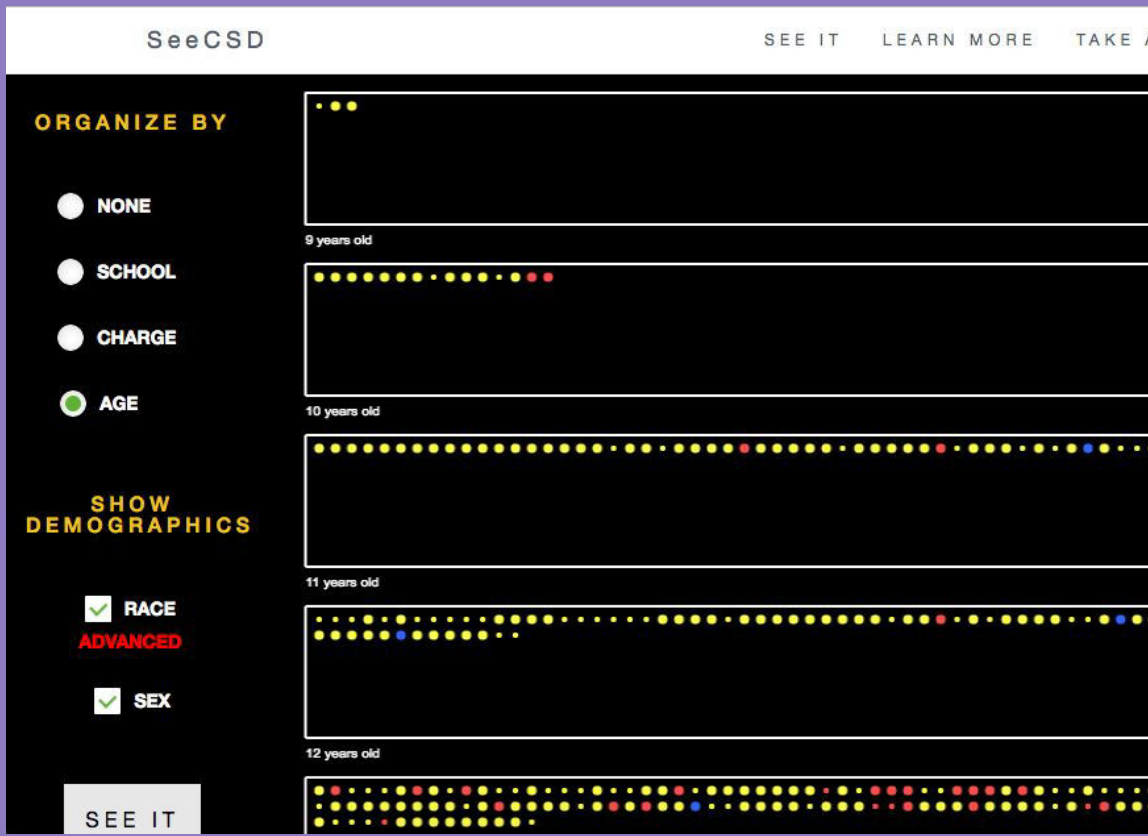 SeeCSD
SEE IT LEARN MORE TAKE
ORGANIZE BY
NONE
SCHOOL
CHARGE
AGE
SHOW
DEMOGRAPHICS
RACE
ADVANCED
SEX
SEE IT
9 years old
10 years old
11 years old
12 years old